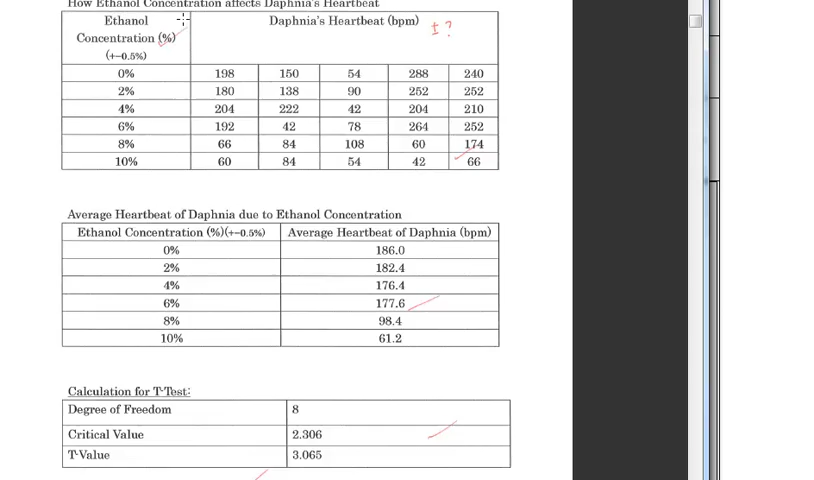 How Ethanol Concentration affects Daphnia's Heartbeat
Ethanol Concentration (%) (+-0.5%) Daphnia's Heartbeat (bpm) ± ?
0% 198 150 54 288 240
2% 180 138 90 252 252
4% 204 222 42 204 210
6% 192 42 78 264 252
8% 66 84 108 60 174
10% 60 84 54 42 66
Average Heartbeat of Daphnia due to Ethanol Concentration
Ethanol Concentration (%)(+-0.5%) Average Heartbeat of Daphnia (bpm)
0% 186.0
2% 182.4
4% 176.4
6% 177.6
8% 98.4
10% 61.2
Calculation for T-Test:
Degree of Freedom 8
Critical Value 2.306
T-Value 3.065